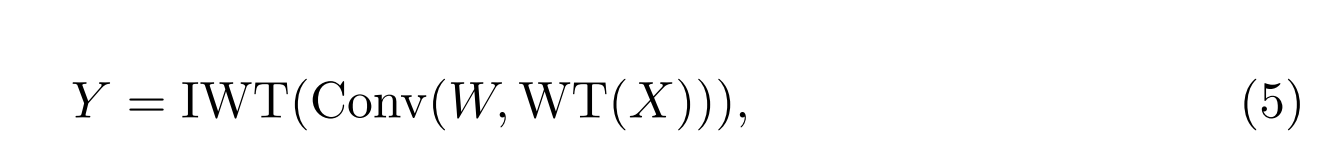 Y = IWT(Conv(W, WT(X))), (5)